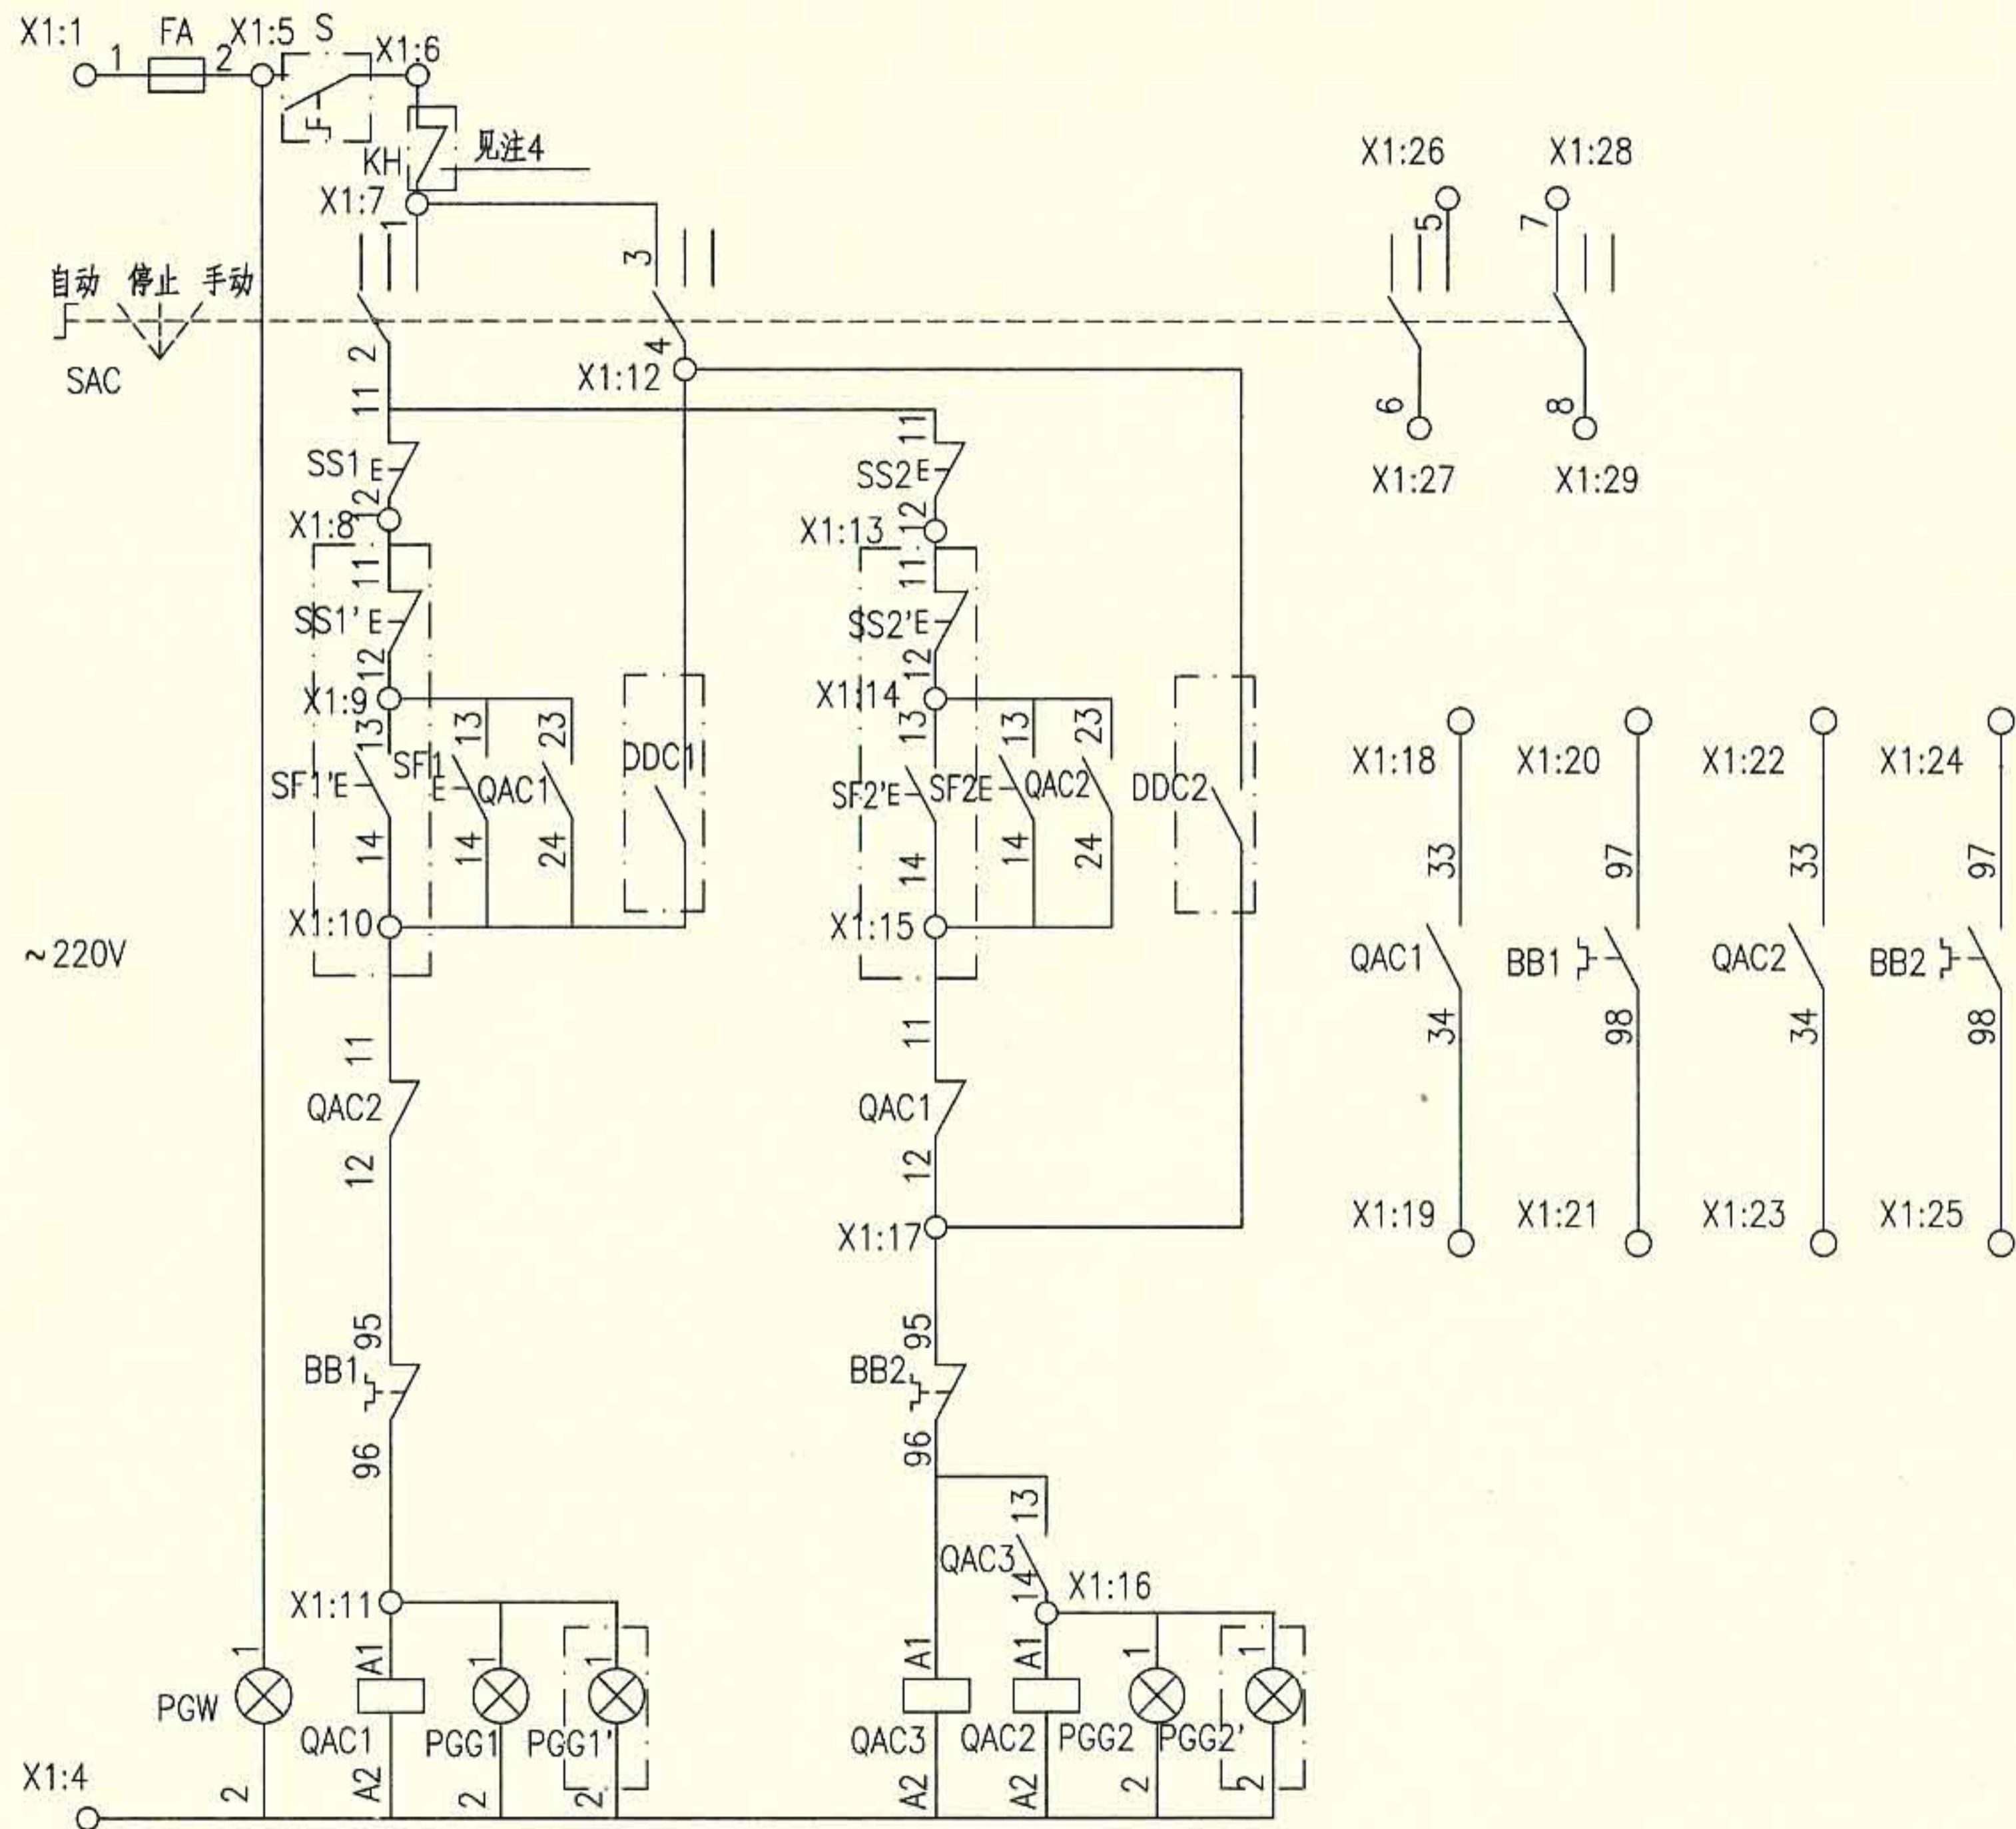 X1:1 1 FA 2 X1:5 S X1:6
KH 见注4
X1:7
1 3
X1:26 X1:28
5 7
自动 停止 手动
SAC
2 4
X1:12
6 8
X1:27 X1:29
11 11
SS1 E SS2 E
12 12
X1:8 X1:13
11 11
SS1' E SS2' E
12 12
X1:9 X1:14
13 13 23 13 13 23
SF1' E SF1 E QAC1 DDC1 SF2' E SF2 E QAC2 DDC2
14 14 24 14 14 24
X1:10 X1:15
X1:18 X1:20 X1:22 X1:24
33 97 33 97
QAC1 BB1 QAC2 BB2
34 98 34 98
X1:19 X1:21 X1:23 X1:25
~220V
11 11
QAC2 QAC1
12 12
X1:17
95 95
BB1 BB2
96 96
13
QAC3
14
X1:11 X1:16
1 A1 1 1 A1 A1 1 1
PGW QAC1 PGG1 PGG1' QAC3 QAC2 PGG2 PGG2'
2 A2 2 2 A2 A2 2 2
X1:4